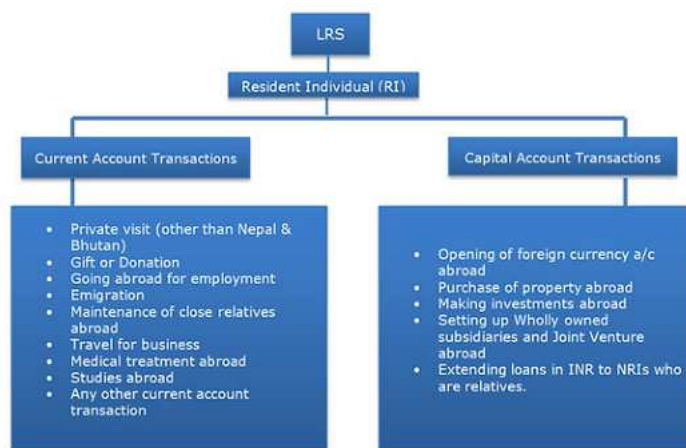 LRS
Resident Individual (RI)
Current Account Transactions
Capital Account Transactions
• Private visit (other than Nepal &
Bhutan)
• Gift or Donation
• Going abroad for employment
• Emigration
• Maintenance of close relatives
abroad
• Travel for business
• Medical treatment abroad
• Studies abroad
• Any other current account
transaction
• Opening of foreign currency a/c
abroad
• Purchase of property abroad
• Making investments abroad
• Setting up Wholly owned
subsidiaries and Joint Venture
abroad
• Extending loans in INR to NRIs who
are relatives.